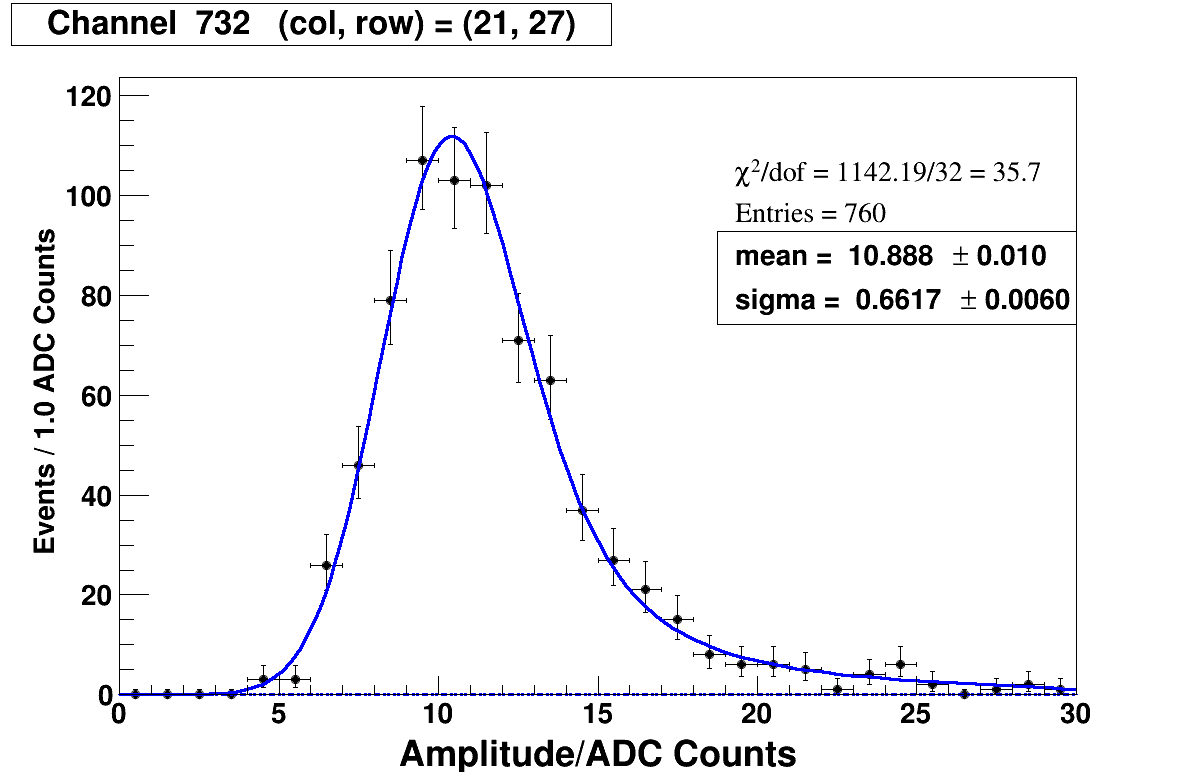 Channel 732 (col, row) = (21, 27)
120
100
80
60
40
20
0
Events / 1.0 ADC Counts
χ²/dof = 1142.19/32 = 35.7
Entries = 760
mean = 10.888 ± 0.010
sigma = 0.6617 ± 0.0060
0 5 10 15 20 25 30
Amplitude/ADC Counts